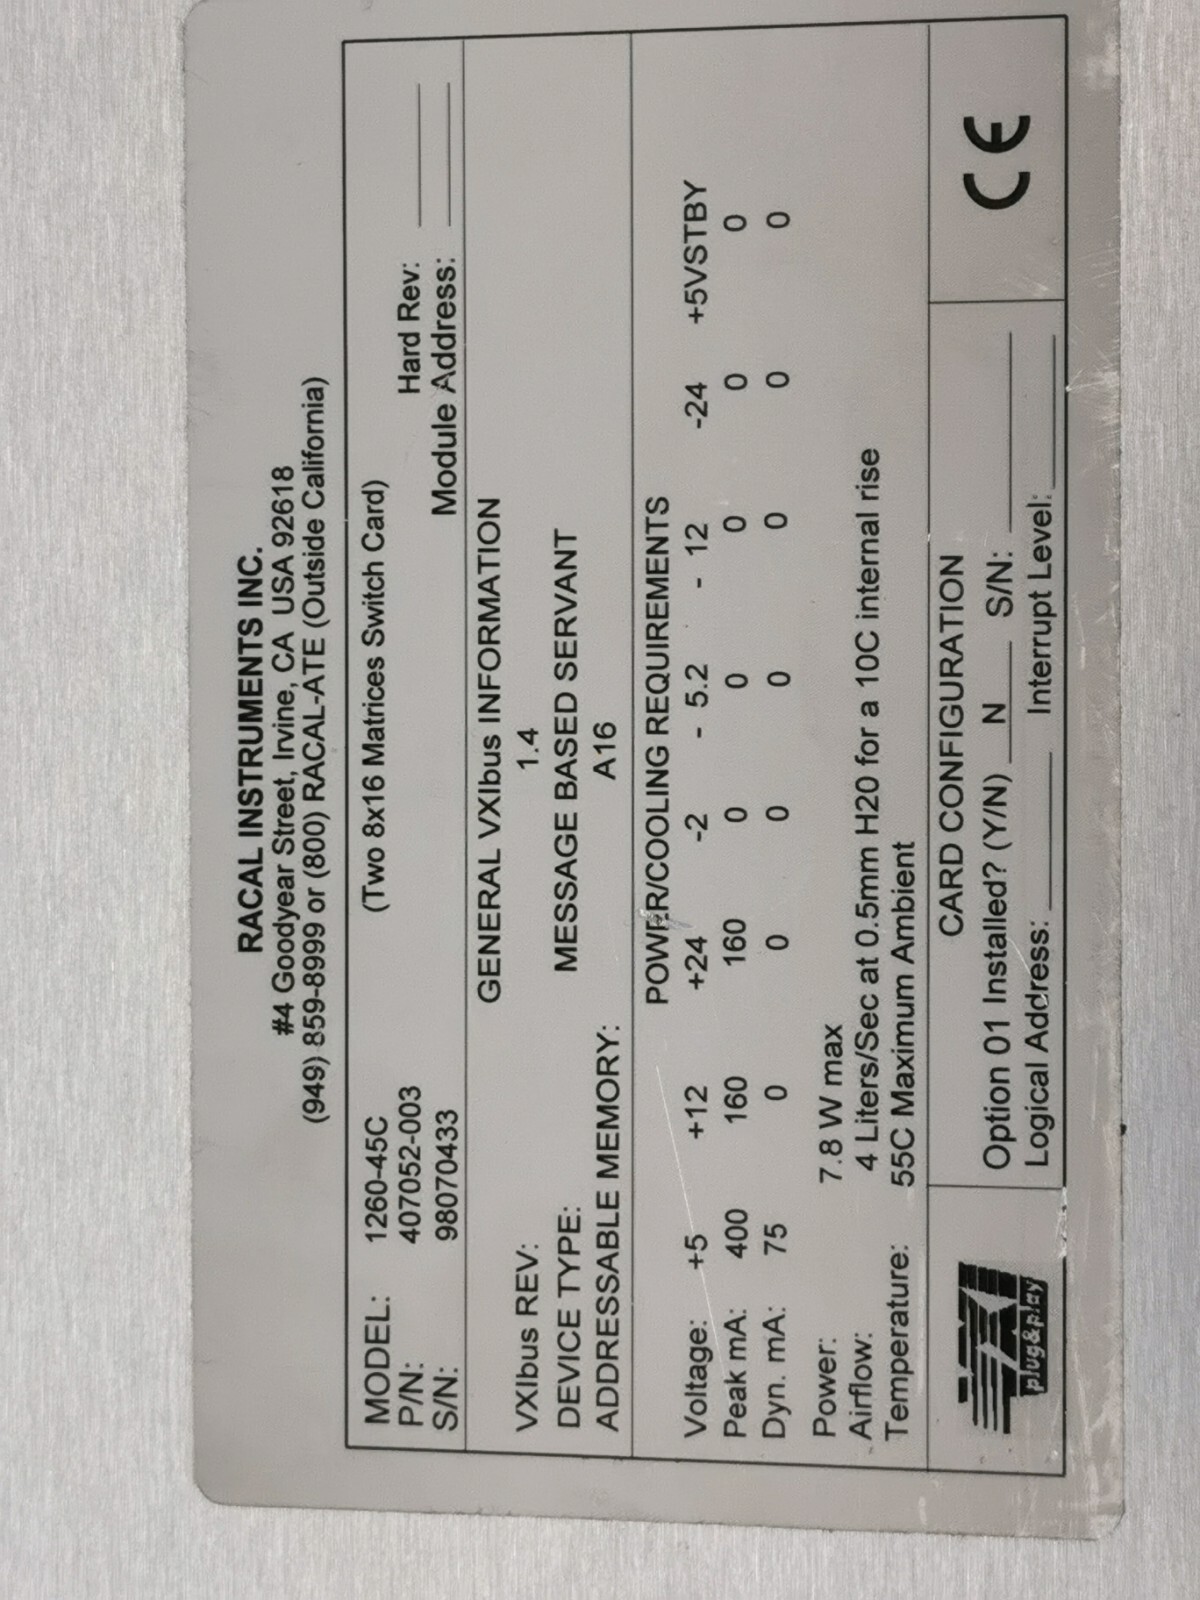 RACAL INSTRUMENTS INC.
#4 Goodyear Street, Irvine, CA USA 92618
(949) 859-8999 or (800) RACAL-ATE (Outside California)
MODEL: 1260-45C (Two 8x16 Matrices Switch Card)
P/N: 407052-003 Hard Rev:
S/N: 98070433 Module Address:
GENERAL VXIbus INFORMATION
VXIbus REV: 1.4
DEVICE TYPE: MESSAGE BASED SERVANT
ADDRESSABLE MEMORY: A16
POWER/COOLING REQUIREMENTS
Voltage: +5 +12 +24 -2 - 5.2 - 12 -24 +5VSTBY
Peak mA: 400 160 160 0 0 0 0 0
Dyn. mA: 75 0 0 0 0 0 0 0
Power: 7.8 W max
Airflow: 4 Liters/Sec at 0.5mm H20 for a 10C internal rise
Temperature: 55C Maximum Ambient
CARD CONFIGURATION
Option 01 Installed? (Y/N) N S/N:
Logical Address: Interrupt Level:
VXI
plug&play
CE